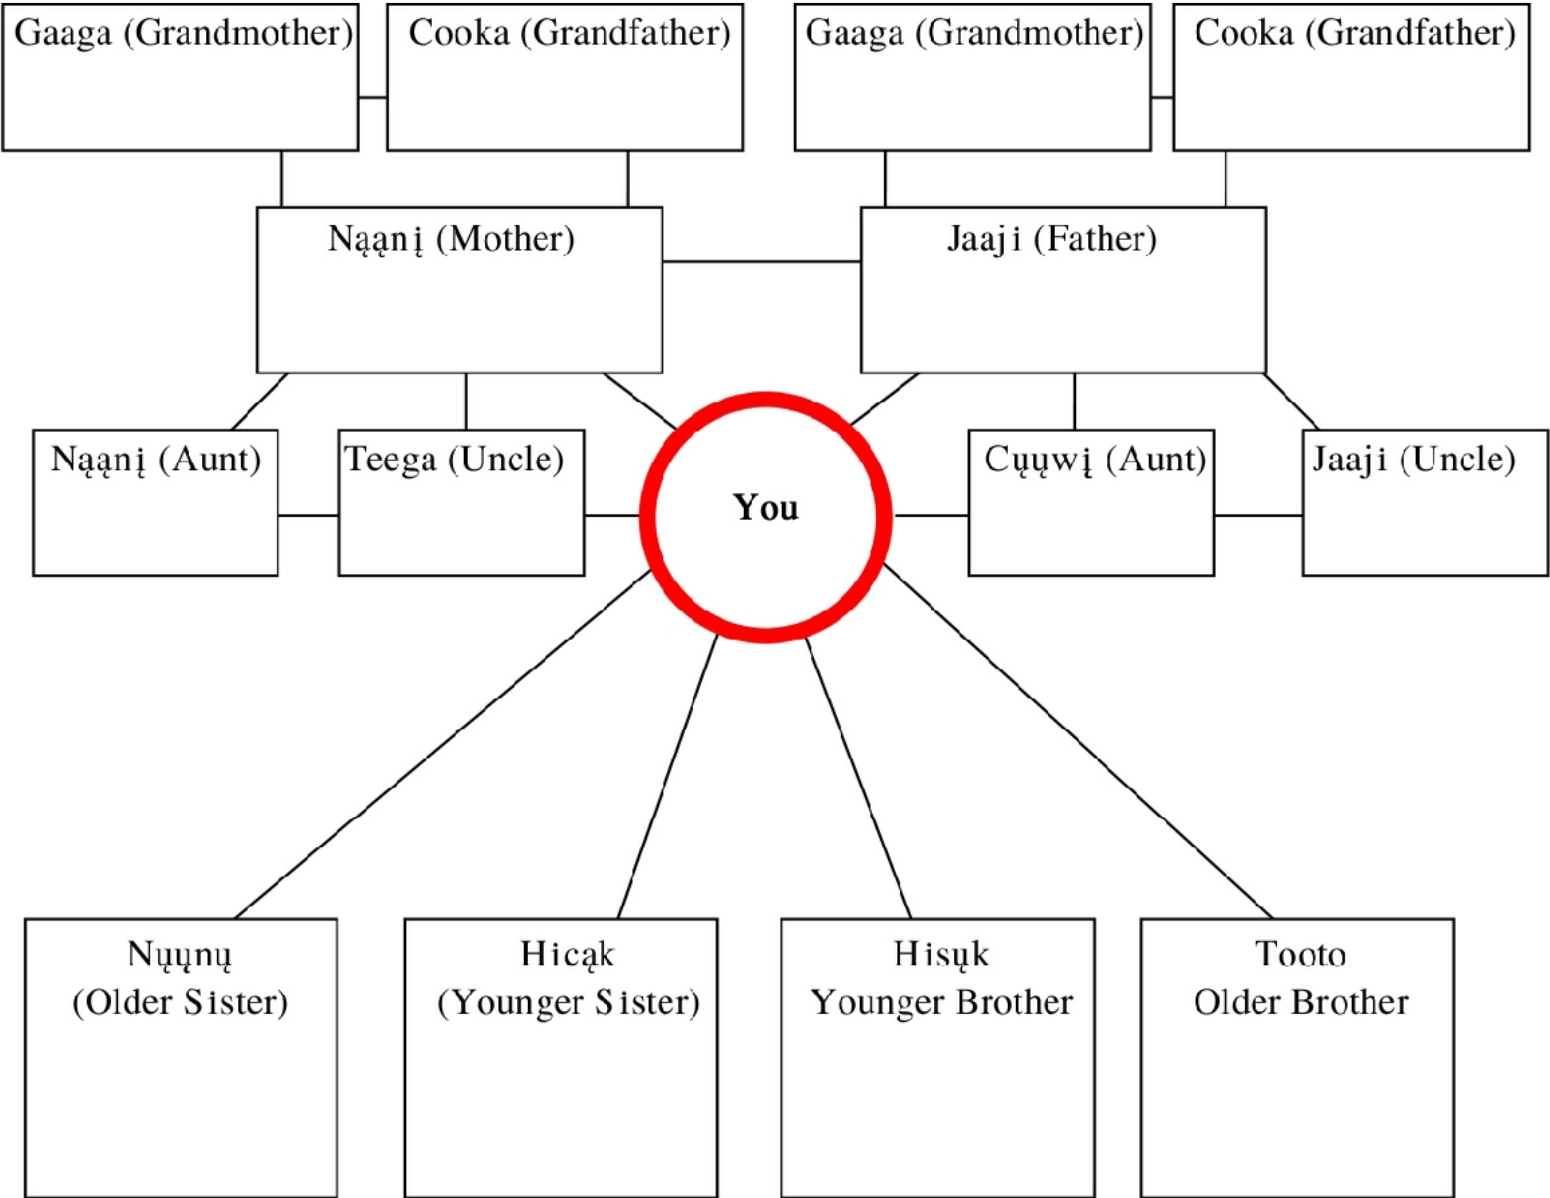 Gaaga (Grandmother)
Cooka (Grandfather)
Gaaga (Grandmother)
Cooka (Grandfather)
Nąąnį (Mother)
Jaaji (Father)
Nąąnį (Aunt)
Teega (Uncle)
You
Cųųwį (Aunt)
Jaaji (Uncle)
Nųųnų
(Older Sister)
Hicąk
(Younger Sister)
Hisųk
Younger Brother
Tooto
Older Brother